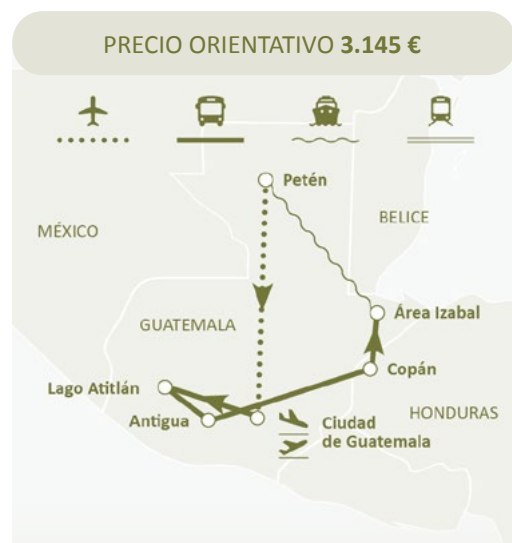 PRECIO ORIENTATIVO 3.145 €
Petén
BELICE
MÉXICO
Área Izabal
GUATEMALA
Copán
Lago Atitlán
HONDURAS
Antigua
Ciudad
de Guatemala